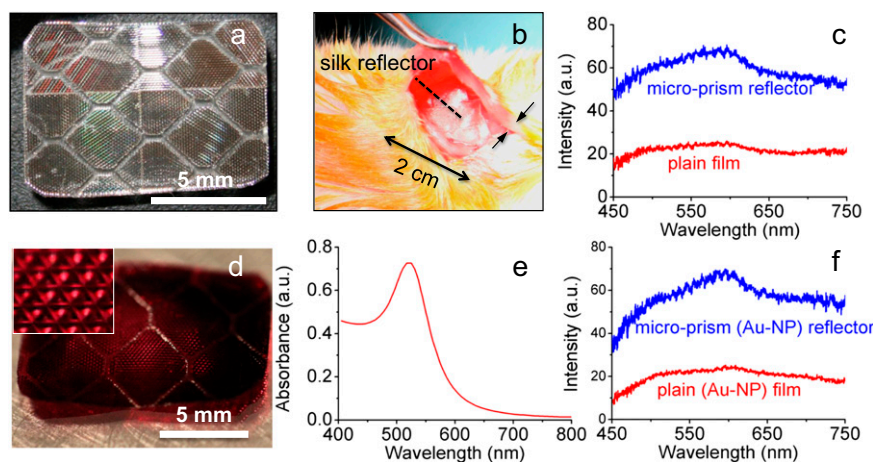 a
5 mm
b
silk reflector
2 cm
c
Intensity (a.u.)
80
60
40
20
0
micro-prism reflector
plain film
450 550 650 750
Wavelength (nm)
d
5 mm
e
Absorbance (a.u.)
0.8
0.6
0.4
0.2
0.0
400 500 600 700 800
Wavelength (nm)
f
Intensity (a.u.)
80
60
40
20
0
micro-prism (Au-NP) reflector
plain (Au-NP) film
450 550 650 750
Wavelength (nm)